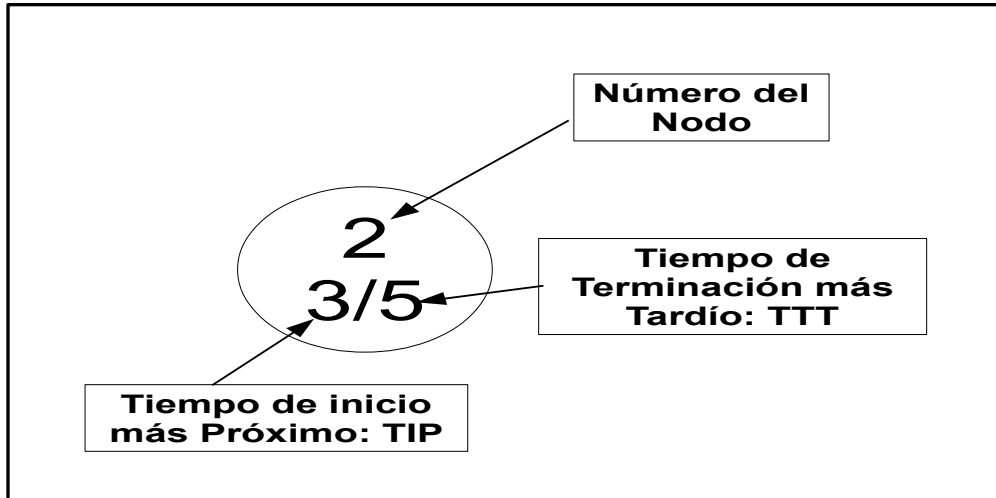 Número del
Nodo
2
3/5
Tiempo de
Terminación más
Tardío: TTT
Tiempo de inicio
más Próximo: TIP